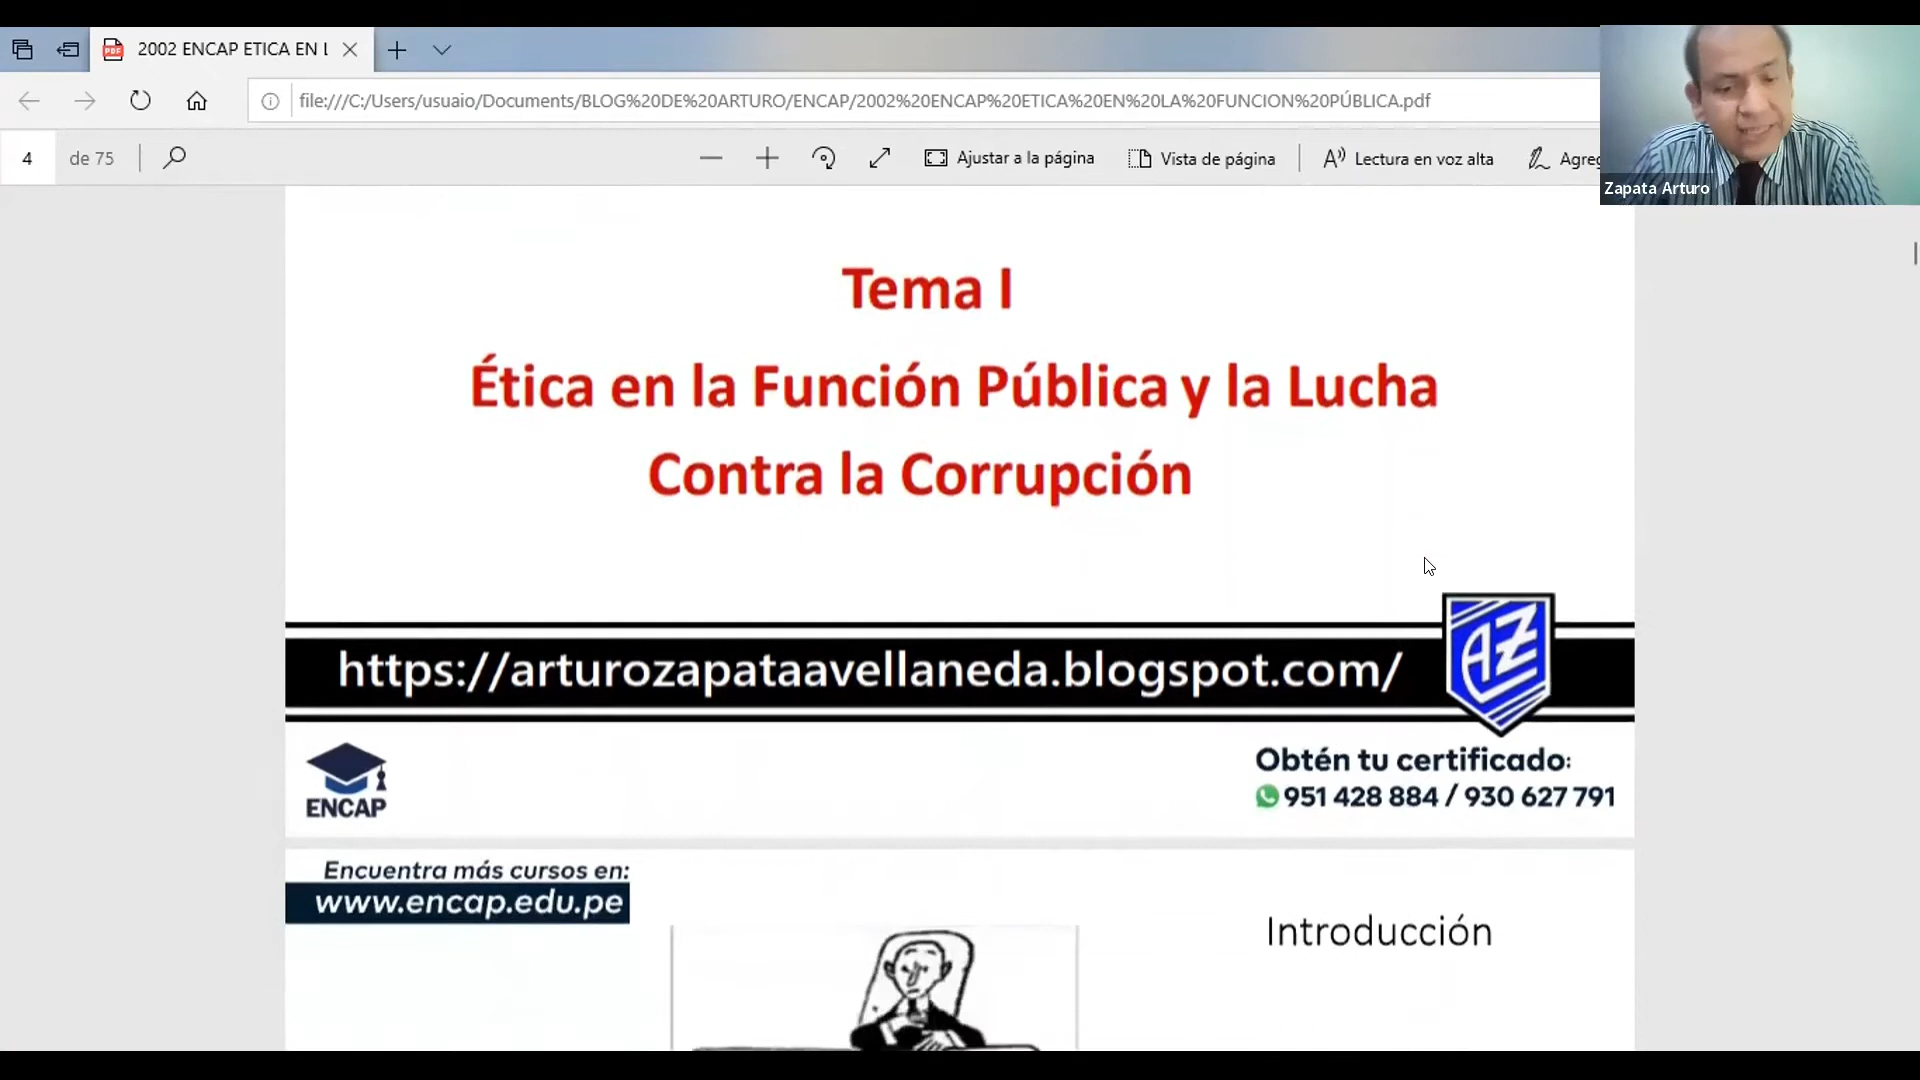 2002 ENCAP ETICA EN L
file:///C:/Users/usuaio/Documents/BLOG%20DE%20ARTURO/ENCAP/2002%20ENCAP%20ETICA%20EN%20LA%20FUNCION%20PÚBLICA.pdf
4 de 75
Ajustar a la página
Vista de página
Lectura en voz alta
Agreg
Zapata Arturo
Tema I
Ética en la Función Pública y la Lucha
Contra la Corrupción
https://arturozapataavellaneda.blogspot.com/
AZ
ENCAP
Obtén tu certificado:
951 428 884 / 930 627 791
Encuentra más cursos en:
www.encap.edu.pe
Introducción